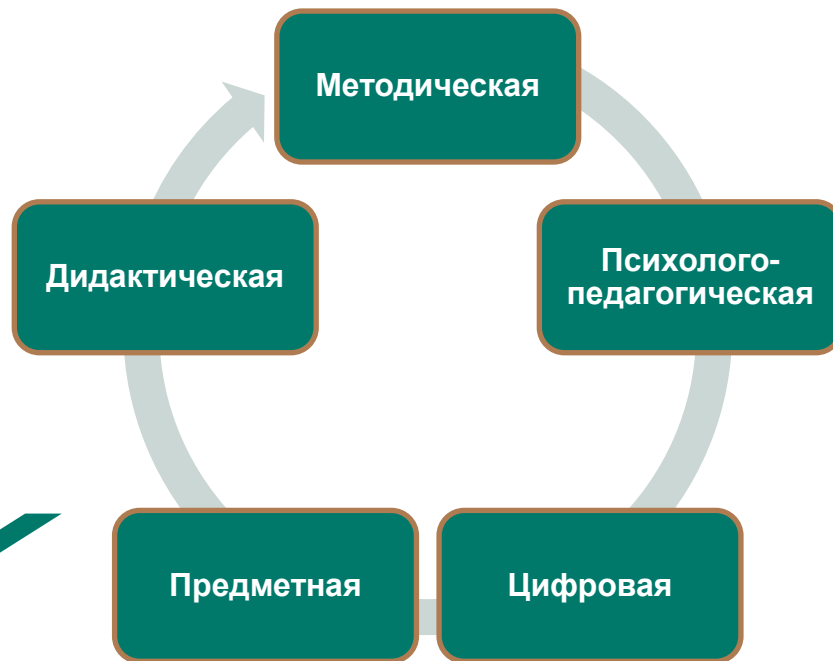 Методическая
Психолого-
педагогическая
Цифровая
Предметная
Дидактическая